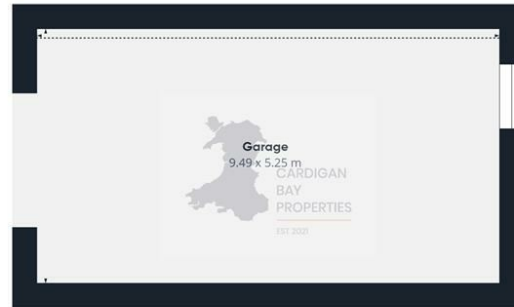 Garage
9.49 x 5.25 m
CARDIGAN
BAY
PROPERTIES
EST 2021